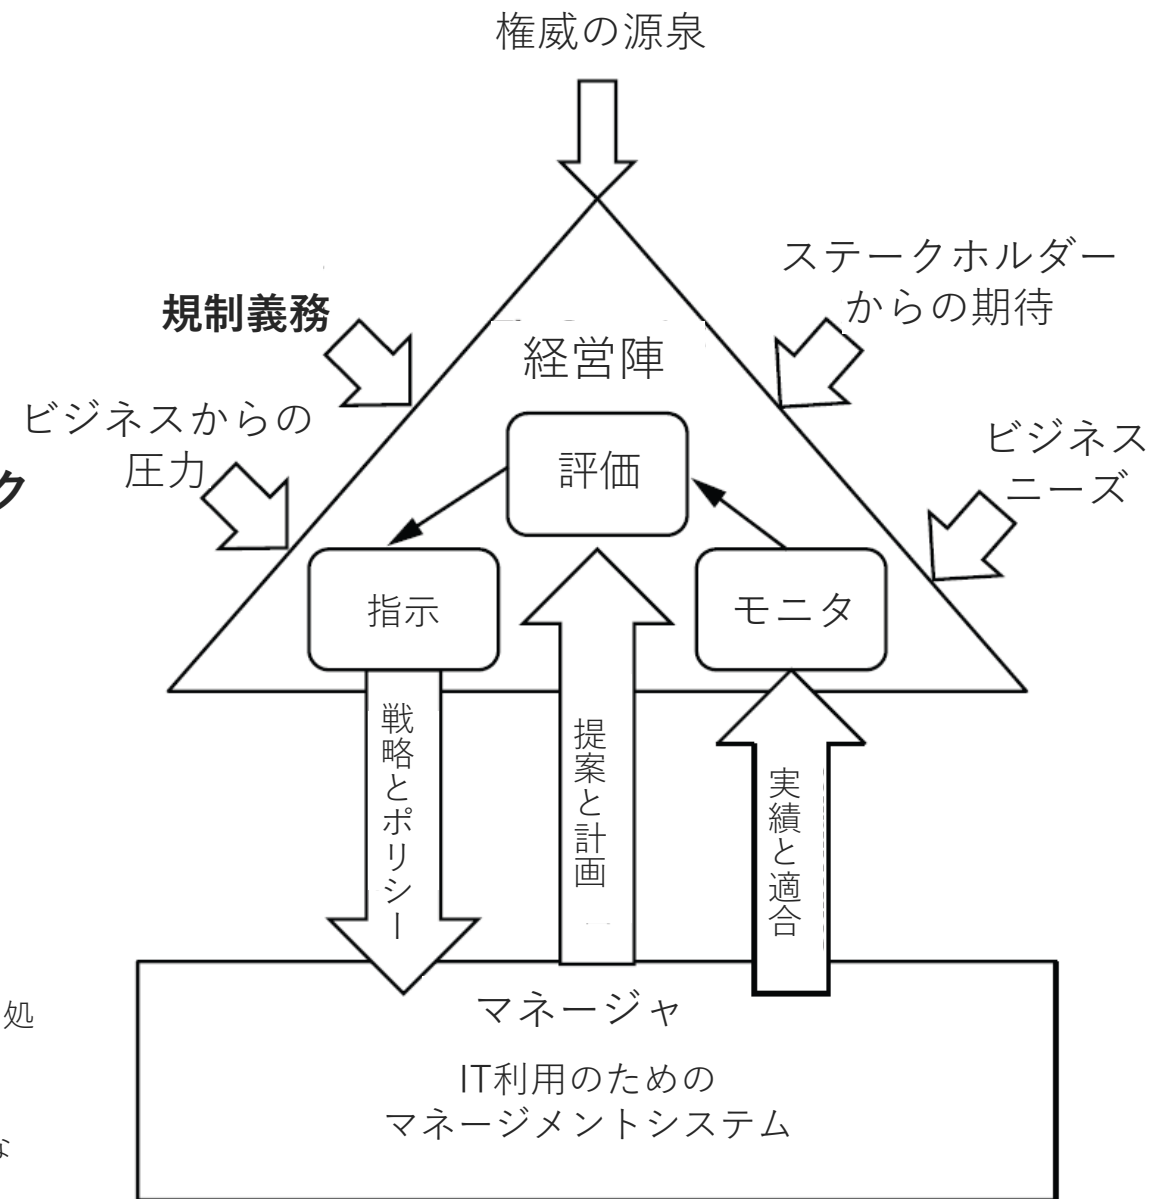 権威の源泉
ステークホルダー
からの期待
規制義務
経営陣
ビジネスからの
圧力
ビジネス
ニーズ
ク
評価
指示
モニタ
戦略とポリシー
提案と計画
実績と適合
マネージャ
処
IT利用のための
マネージメントシステム
な